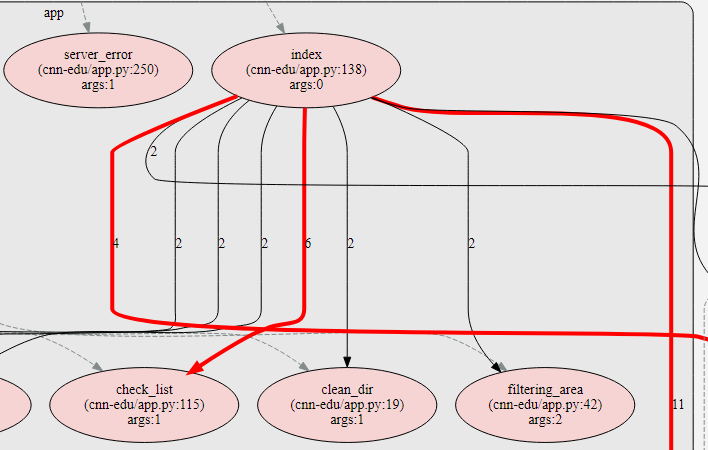 app
server_error
(cnn-edu/app.py:250)
args:1
index
(cnn-edu/app.py:138)
args:0
2
4
2
2
2
6
2
2
check_list
(cnn-edu/app.py:115)
args:1
clean_dir
(cnn-edu/app.py:19)
args:1
filtering_area
(cnn-edu/app.py:42)
args:2
11